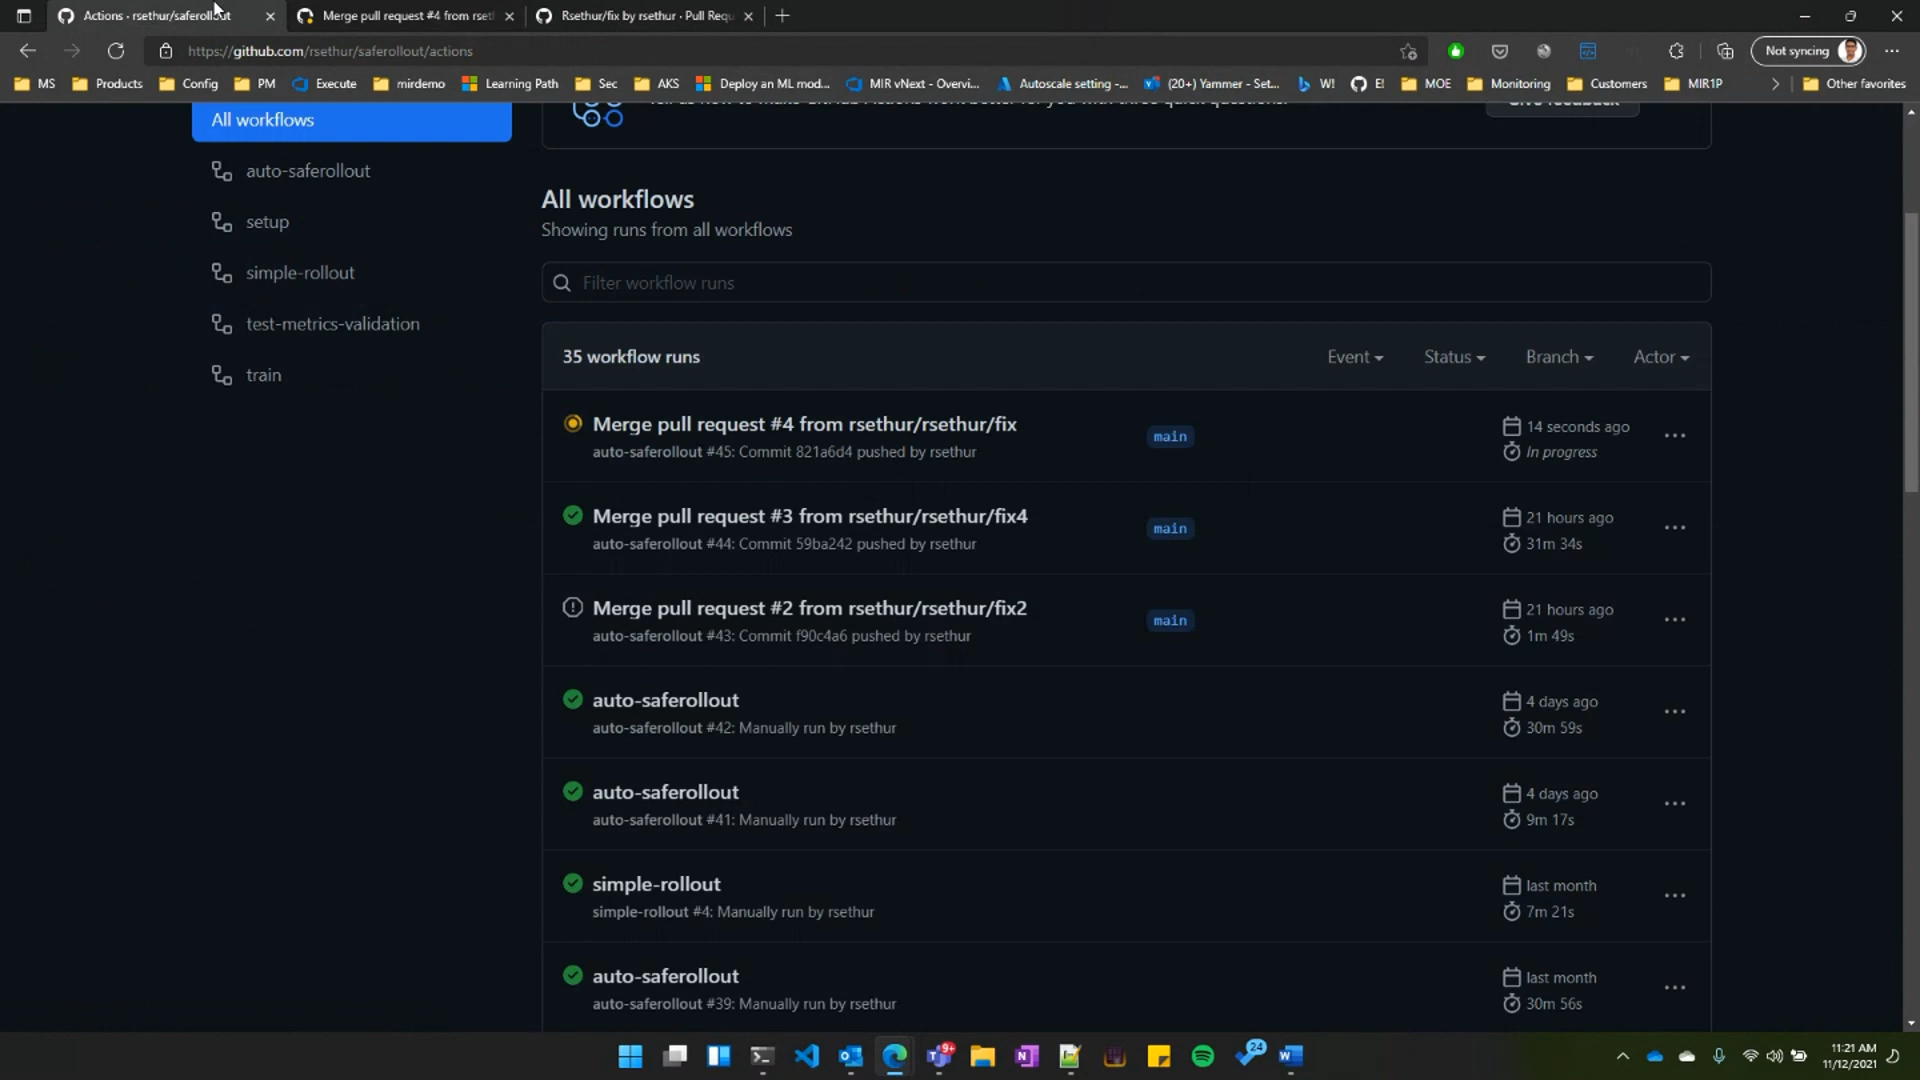 Actions · rsethur/saferollout
Merge pull request #4 from rset
Rsethur/fix by rsethur · Pull Requ
https://github.com/rsethur/saferollout/actions
Not syncing
MS
Products
Config
PM
Execute
mirdemo
Learning Path
Sec
AKS
Deploy an ML mod...
MIR vNext - Overvi...
Autoscale setting -...
(20+) Yammer - Set...
W!
E!
MOE
Monitoring
Customers
MIR1P
Other favorites
All workflows
auto-saferollout
setup
simple-rollout
test-metrics-validation
train
All workflows
Showing runs from all workflows
Filter workflow runs
35 workflow runs
Event
Status
Branch
Actor
Merge pull request #4 from rsethur/rsethur/fix
auto-saferollout #45: Commit 821a6d4 pushed by rsethur
main
14 seconds ago
In progress
Merge pull request #3 from rsethur/rsethur/fix4
auto-saferollout #44: Commit 59ba242 pushed by rsethur
main
21 hours ago
31m 34s
Merge pull request #2 from rsethur/rsethur/fix2
auto-saferollout #43: Commit f90c4a6 pushed by rsethur
main
21 hours ago
1m 49s
auto-saferollout
auto-saferollout #42: Manually run by rsethur
4 days ago
30m 59s
auto-saferollout
auto-saferollout #41: Manually run by rsethur
4 days ago
9m 17s
simple-rollout
simple-rollout #4: Manually run by rsethur
last month
7m 21s
auto-saferollout
auto-saferollout #39: Manually run by rsethur
last month
30m 56s
9+
24
11:21 AM
11/12/2021